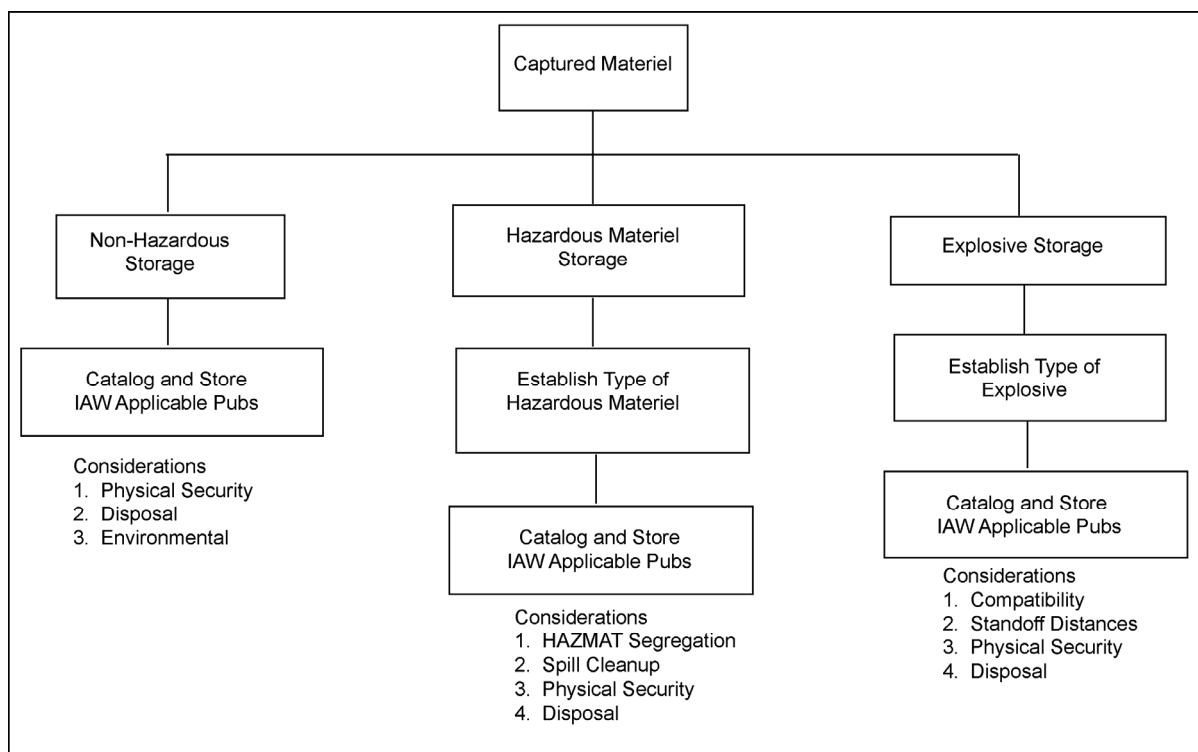 Captured Materiel
Non-Hazardous
Storage
Catalog and Store
IAW Applicable Pubs
Considerations
1. Physical Security
2. Disposal
3. Environmental
Hazardous Materiel
Storage
Establish Type of
Hazardous Materiel
Catalog and Store
IAW Applicable Pubs
Considerations
1. HAZMAT Segregation
2. Spill Cleanup
3. Physical Security
4. Disposal
Explosive Storage
Establish Type of
Explosive
Catalog and Store
IAW Applicable Pubs
Considerations
1. Compatibility
2. Standoff Distances
3. Physical Security
4. Disposal